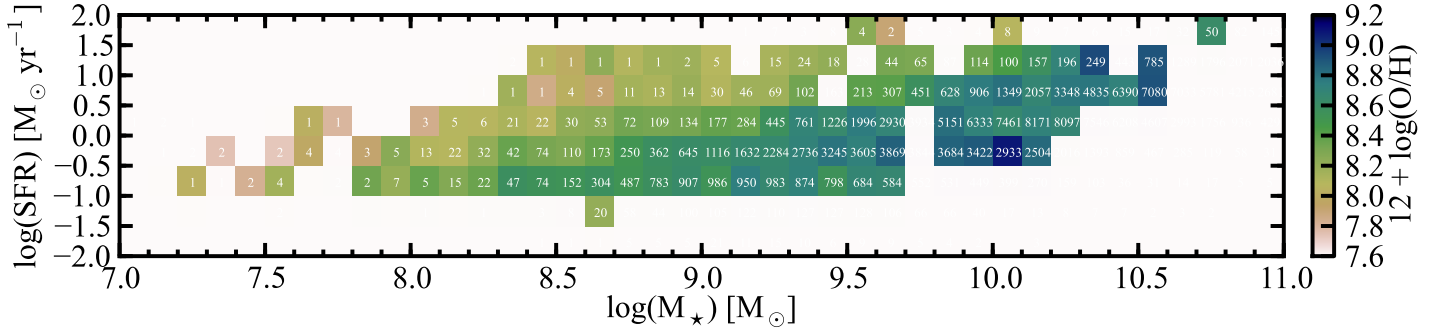 2.0 4 2 8 50 9.2
1.5 1 1 1 1 1 2 5 15 24 18 44 65 114 100 157 196 249 785 9.0
1.0 1 1 4 5 11 13 14 30 46 69 102 213 307 451 628 906 1349 2057 3348 4835 6390 7080 8.8
0.5 1 1 3 5 6 21 22 30 53 72 109 134 177 284 445 761 1226 1996 2930 5151 6333 7461 8171 8097 8.6
0.0 2 2 4 3 5 13 22 32 42 74 110 173 250 362 645 1116 1632 2284 2736 3245 3605 3869 3684 3422 2933 2504 8.4
−0.5 1 2 4 2 7 5 15 22 47 74 152 304 487 783 907 986 950 983 874 798 684 584 8.2
−1.0 20 8.0
−1.5 7.8
−2.0 7.6
7.0 7.5 8.0 8.5 9.0 9.5 10.0 10.5 11.0
log(M⋆) [M⊙]
log(SFR) [M⊙ yr⁻¹]
12 + log(O/H)